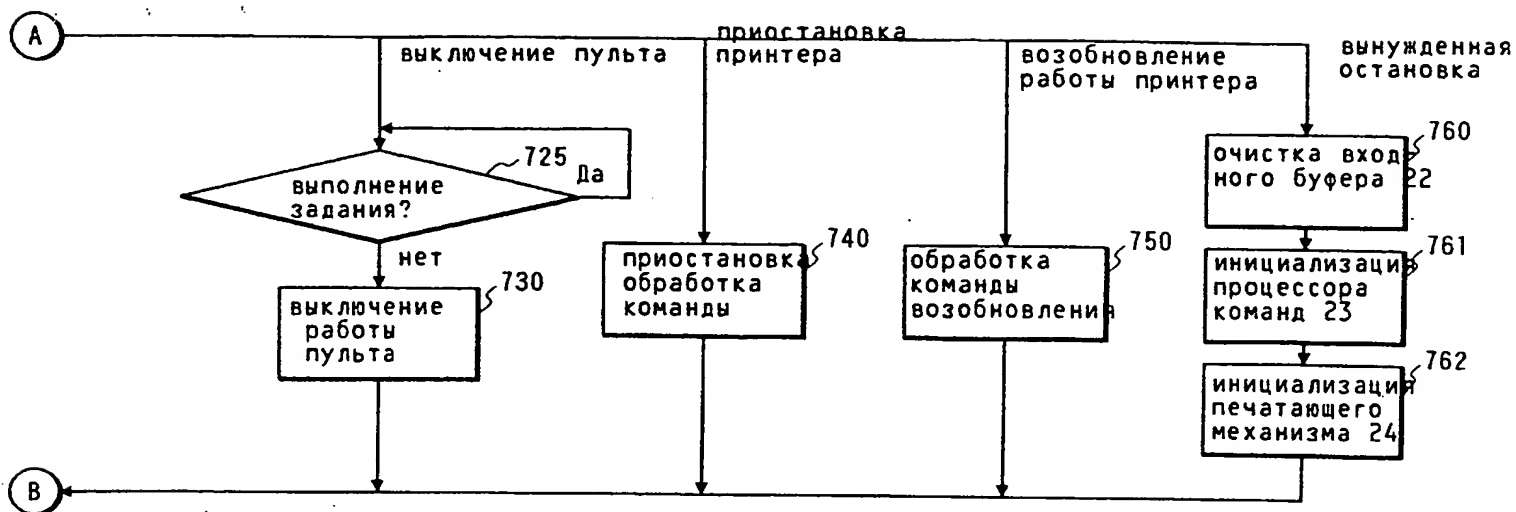 A
выключение пульта
приостановка
принтера
возобновление
работы принтера
вынужденная
остановка
725
Да
выполнение
задания?
нет
730
выключение
работы
пульта
740
приостановка
обработка
команды
750
обработка
команды
возобновления
760
очистка вход
ного буфера 22
761
инициализация
процессора
команд 23
762
инициализация
печатающего
механизма 24
B